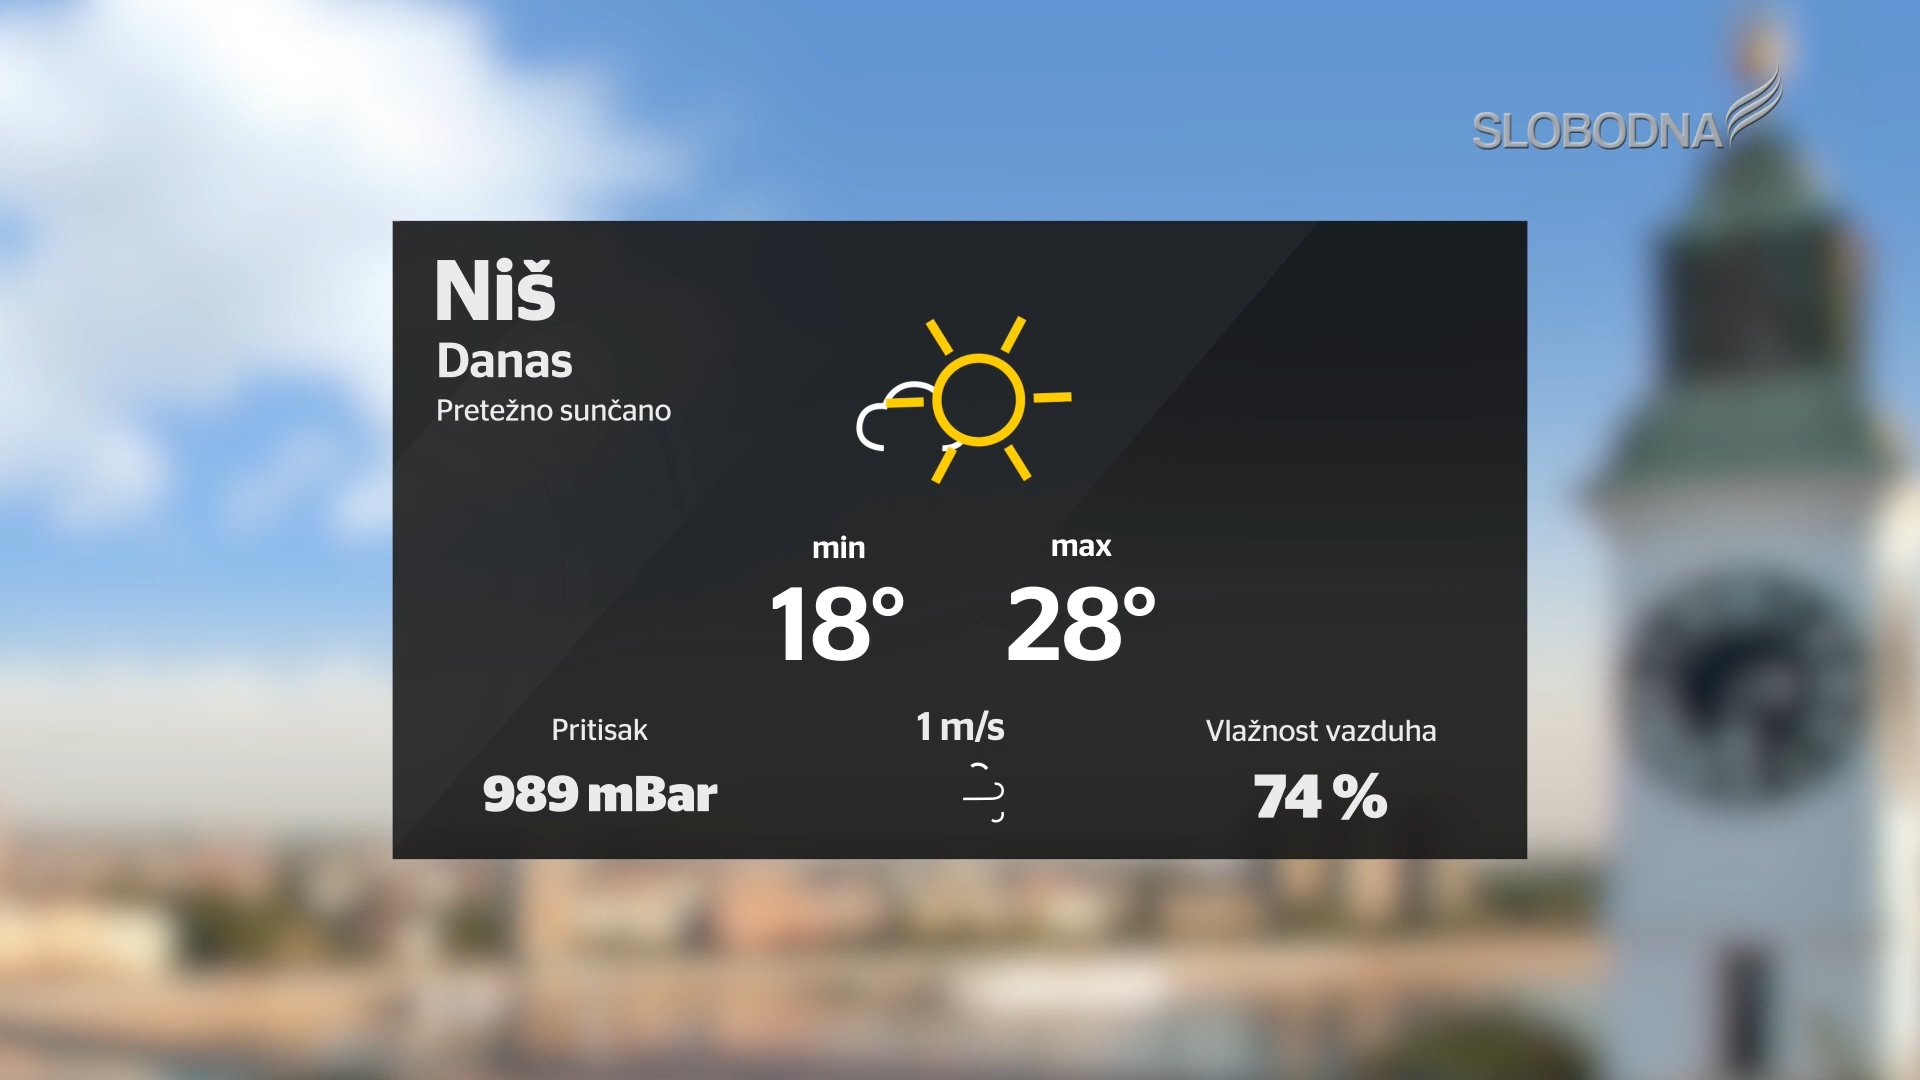 SLOBODNA
Niš
Danas
Pretežno sunčano
min max
18° 28°
Pritisak 1 m/s Vlažnost vazduha
989 mBar 74 %